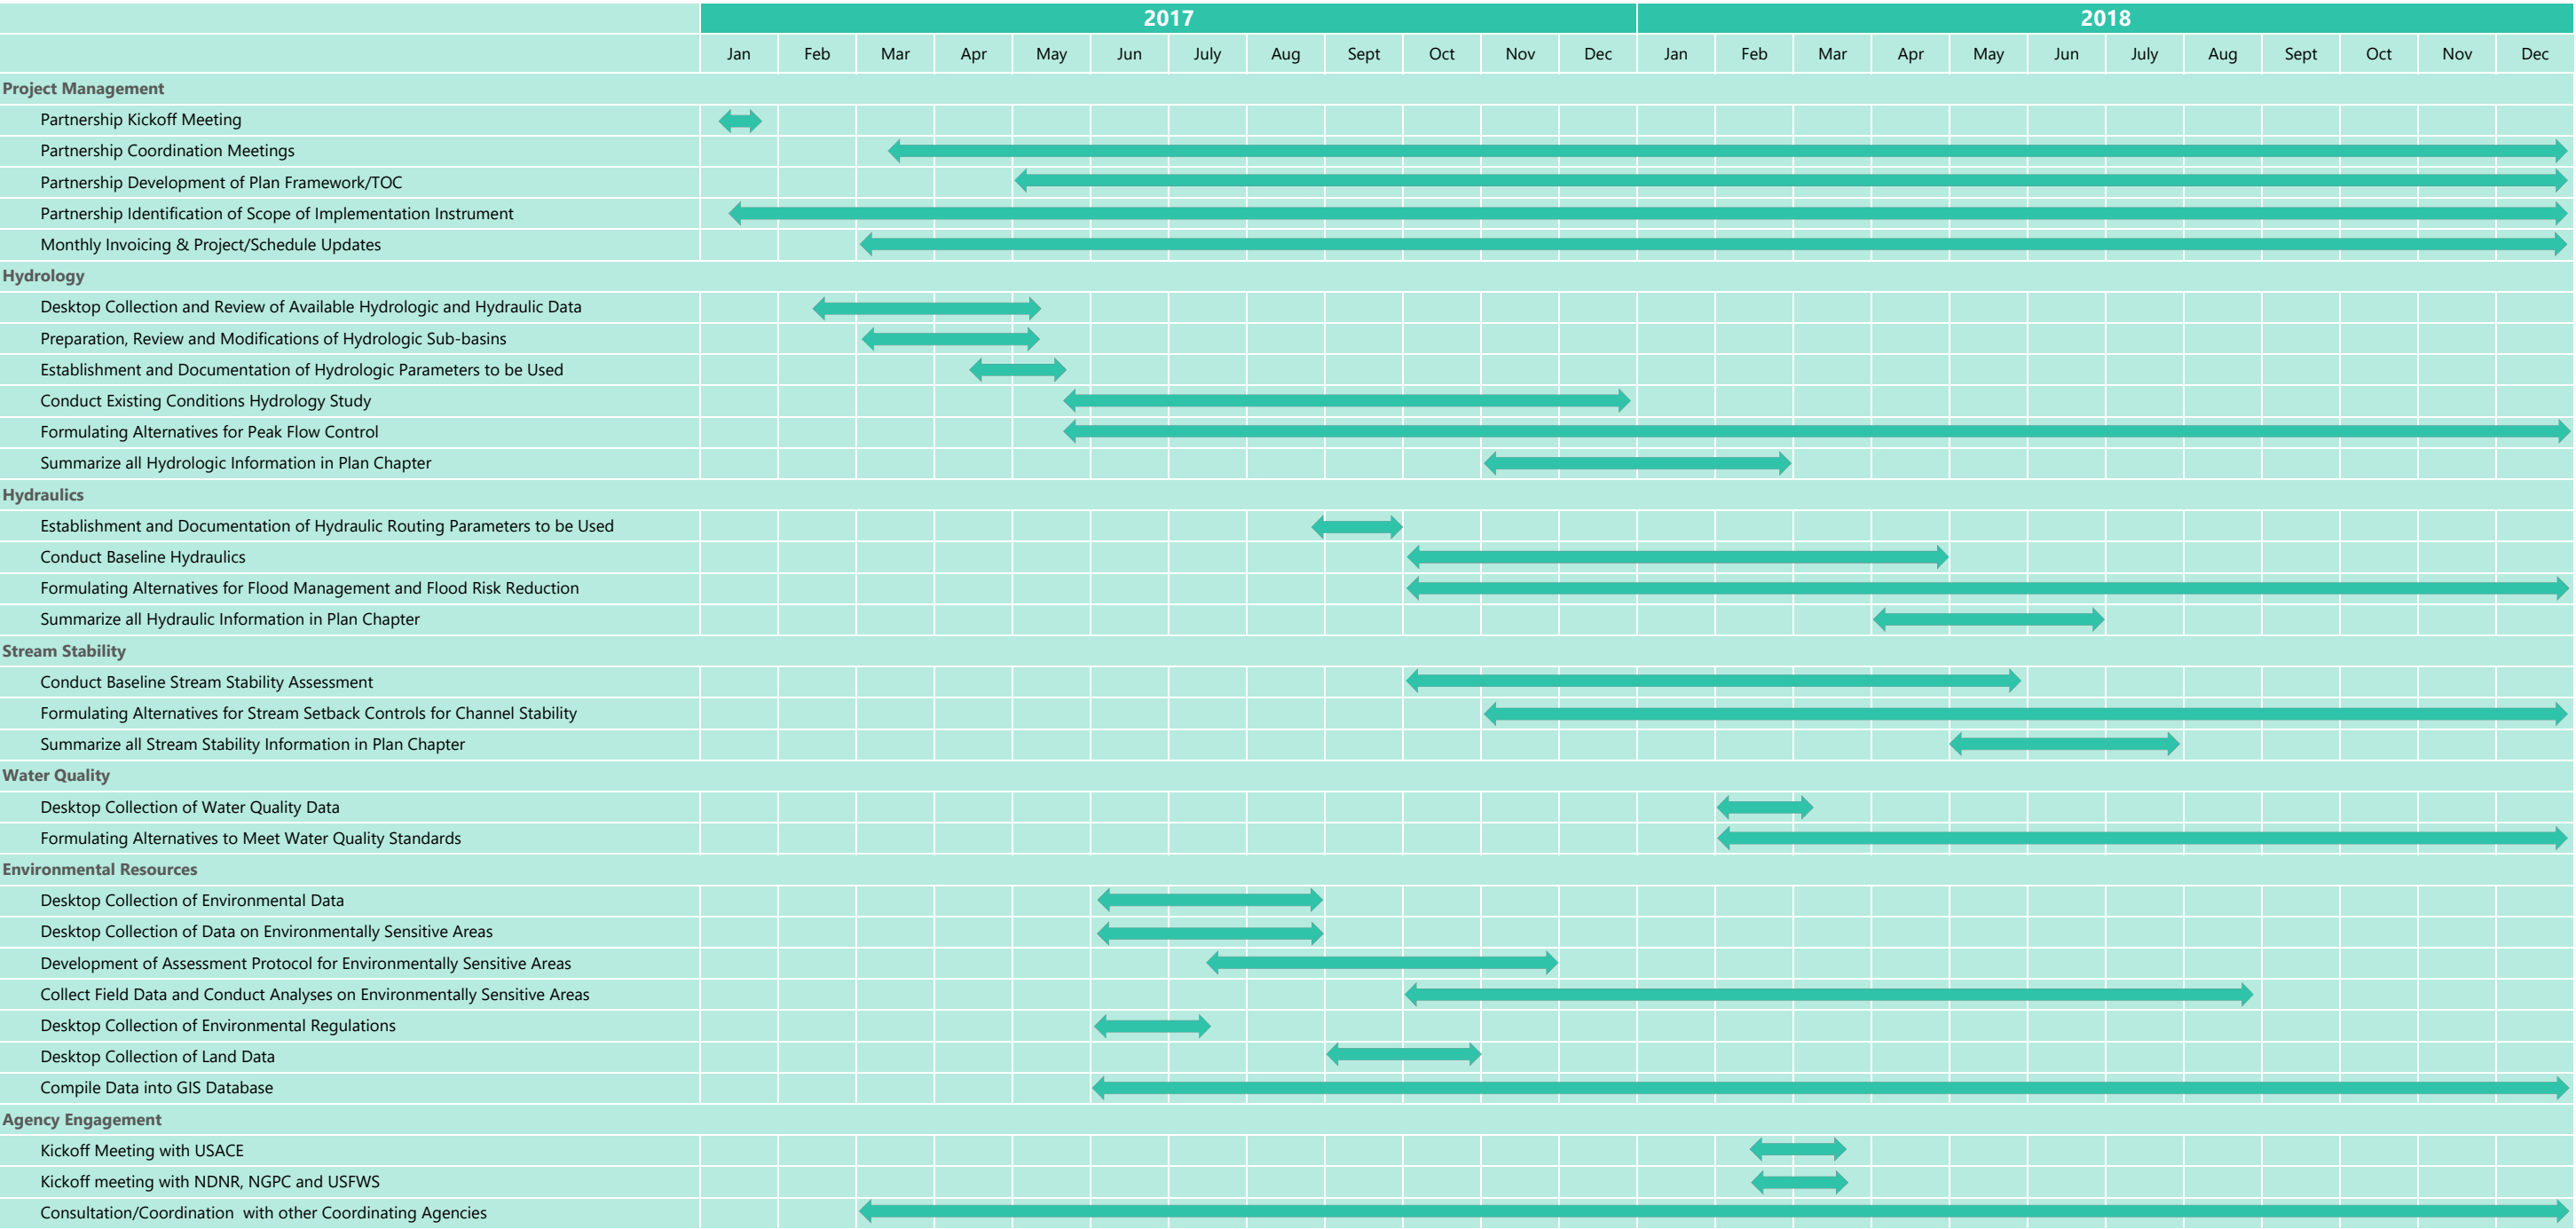 2017 2018
Jan Feb Mar Apr May Jun July Aug Sept Oct Nov Dec Jan Feb Mar Apr May Jun July Aug Sept Oct Nov Dec
Project Management
Partnership Kickoff Meeting
Partnership Coordination Meetings
Partnership Development of Plan Framework/TOC
Partnership Identification of Scope of Implementation Instrument
Monthly Invoicing & Project/Schedule Updates
Hydrology
Desktop Collection and Review of Available Hydrologic and Hydraulic Data
Preparation, Review and Modifications of Hydrologic Sub-basins
Establishment and Documentation of Hydrologic Parameters to be Used
Conduct Existing Conditions Hydrology Study
Formulating Alternatives for Peak Flow Control
Summarize all Hydrologic Information in Plan Chapter
Hydraulics
Establishment and Documentation of Hydraulic Routing Parameters to be Used
Conduct Baseline Hydraulics
Formulating Alternatives for Flood Management and Flood Risk Reduction
Summarize all Hydraulic Information in Plan Chapter
Stream Stability
Conduct Baseline Stream Stability Assessment
Formulating Alternatives for Stream Setback Controls for Channel Stability
Summarize all Stream Stability Information in Plan Chapter
Water Quality
Desktop Collection of Water Quality Data
Formulating Alternatives to Meet Water Quality Standards
Environmental Resources
Desktop Collection of Environmental Data
Desktop Collection of Data on Environmentally Sensitive Areas
Development of Assessment Protocol for Environmentally Sensitive Areas
Collect Field Data and Conduct Analyses on Environmentally Sensitive Areas
Desktop Collection of Environmental Regulations
Desktop Collection of Land Data
Compile Data into GIS Database
Agency Engagement
Kickoff Meeting with USACE
Kickoff meeting with NDNR, NGPC and USFWS
Consultation/Coordination with other Coordinating Agencies